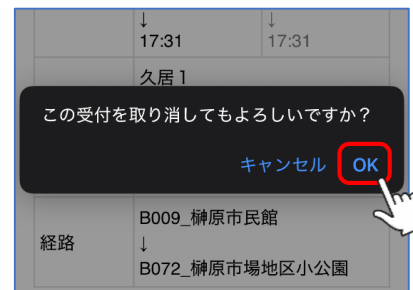 ↓ ↓
17:31 17:31
久居1
この受付を取り消してもよろしいですか？
キャンセル OK
B009_榊原市民館
経路 ↓
B072_榊原市場地区小公園